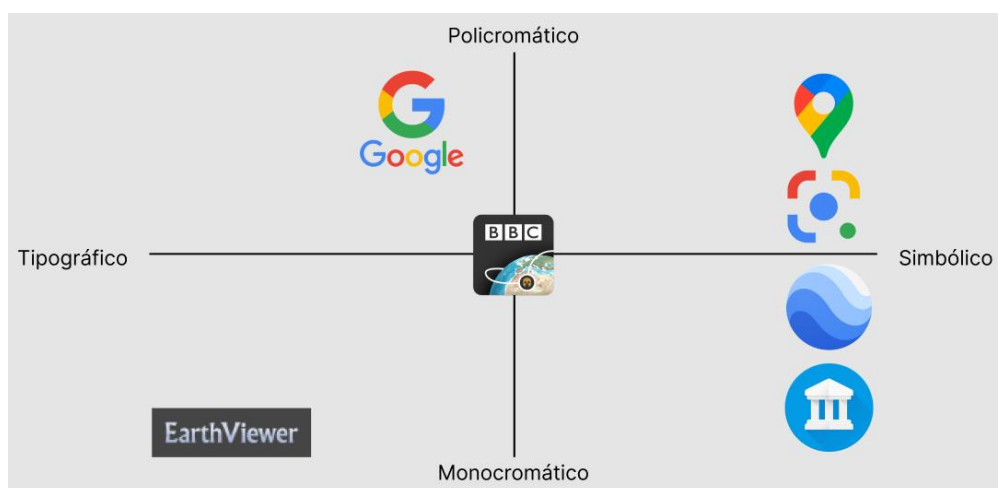 Policromático
G
Google
BBC
Tipográfico
Simbólico
EarthViewer
Monocromático